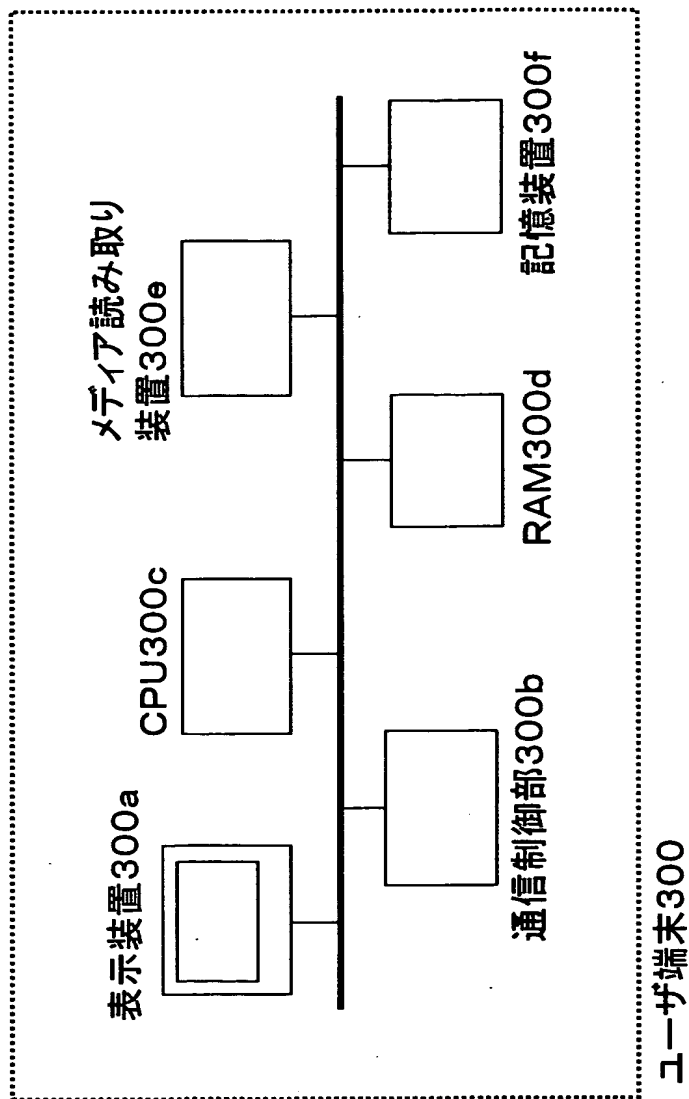 表示装置300a
CPU300c
メディア読み取り
装置300e
通信制御部300b
RAM300d
記憶装置300f
ユーザ端末300